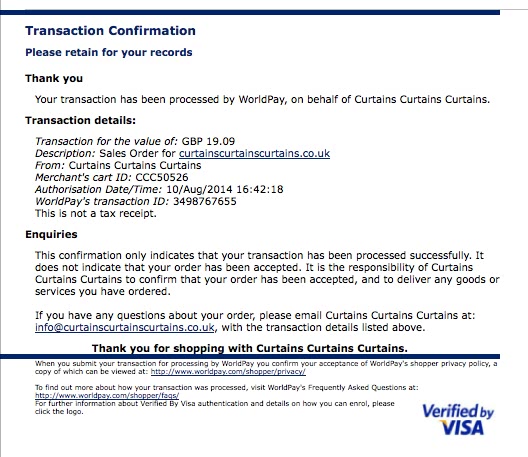 Transaction Confirmation
Please retain for your records
Thank you
Your transaction has been processed by WorldPay, on behalf of Curtains Curtains Curtains.
Transaction details:
Transaction for the value of: GBP 19.09
Description: Sales Order for curtainscurtainscurtains.co.uk
From: Curtains Curtains Curtains
Merchant's cart ID: CCC50526
Authorisation Date/Time: 10/Aug/2014 16:42:18
WorldPay's transaction ID: 3498767655
This is not a tax receipt.
Enquiries
This confirmation only indicates that your transaction has been processed successfully. It
does not indicate that your order has been accepted. It is the responsibility of Curtains
Curtains Curtains to confirm that your order has been accepted, and to deliver any goods or
services you have ordered.
If you have any questions about your order, please email Curtains Curtains Curtains at:
info@curtainscurtainscurtains.co.uk, with the transaction details listed above.
Thank you for shopping with Curtains Curtains Curtains.
When you submit your transaction for processing by WorldPay you confirm your acceptance of WorldPay's shopper privacy policy, a
copy of which can be viewed at: http://www.worldpay.com/shopper/privacy/
To find out more about how your transaction was processed, visit WorldPay's Frequently Asked Questions at:
http://www.worldpay.com/shopper/faqs/
For further information about Verified By Visa authentication and details on how you can enrol, please
click the logo.
Verified by
VISA